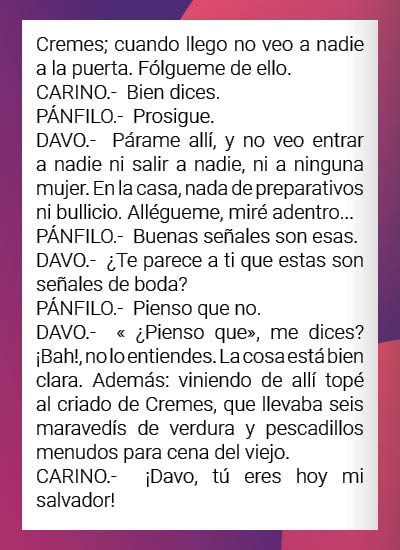 Cremes; cuando llego no veo a nadie
a la puerta. Fólgueme de ello.
CARINO.- Bien dices.
PÁNFILO.- Prosigue.
DAVO.- Párame allí, y no veo entrar
a nadie ni salir a nadie, ni a ninguna
mujer. En la casa, nada de preparativos
ni bullicio. Allégueme, miré adentro...
PÁNFILO.- Buenas señales son esas.
DAVO.- ¿Te parece a ti que estas son
señales de boda?
PÁNFILO.- Pienso que no.
DAVO.- « ¿Pienso que», me dices?
¡Bah!, no lo entiendes. La cosa está bien
clara. Además: viniendo de allí topé
al criado de Cremes, que llevaba seis
maravedís de verdura y pescadillos
menudos para cena del viejo.
CARINO.- ¡Davo, tú eres hoy mi
salvador!